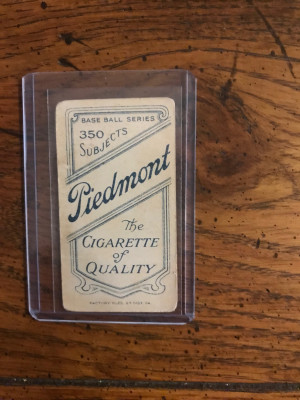 BASE BALL SERIES
350
SUBJECTS
Piedmont
The
CIGARETTE
of
QUALITY